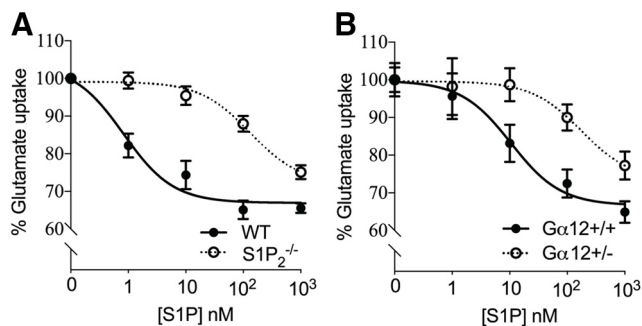 A
110
100
90
80
70
60
% Glutamate uptake
WT
S1P₂⁻/⁻
0 1 10 10² 10³
[S1P] nM
B
110
100
90
80
70
60
% Glutamate uptake
Gα12+/+
Gα12+/-
0 1 10 10² 10³
[S1P] nM